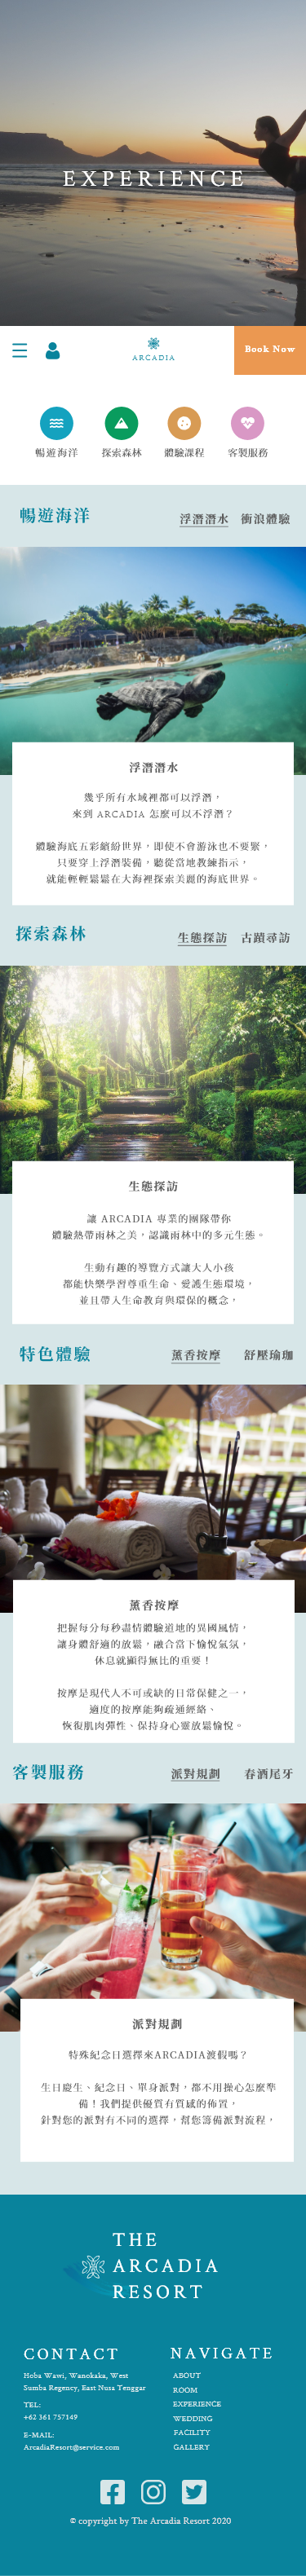 EXPERIENCE
ARCADIA
Book Now
暢遊海洋
探索森林
體驗課程
客製服務
暢遊海洋
浮潛潛水
衝浪體驗
浮潛潛水
幾乎所有水域裡都可以浮潛，
來到 ARCADIA 怎麼可以不浮潛？
體驗海底五彩繽紛世界，即使不會游泳也不要緊，
只要穿上浮潛裝備，聽從當地教練指示，
就能輕輕鬆鬆在大海裡探索美麗的海底世界。
探索森林
生態探訪
古蹟尋訪
生態探訪
讓 ARCADIA 專業的團隊帶你
體驗熱帶雨林之美，認識雨林中的多元生態。
生動有趣的導覽方式讓大人小孩
都能快樂學習尊重生命、愛護生態環境，
並且帶入生命教育與環保的概念，
特色體驗
薰香按摩
舒壓瑜珈
薰香按摩
把握每分每秒盡情體驗道地的異國風情，
讓身體舒適的放鬆，融合當下愉悅氣氛，
休息就顯得無比的重要！
按摩是現代人不可或缺的日常保健之一，
適度的按摩能夠疏通經絡、
恢復肌肉彈性、保持身心靈放鬆愉悅。
客製服務
派對規劃
春酒尾牙
派對規劃
特殊紀念日選擇來ARCADIA渡假嗎？
生日慶生、紀念日、單身派對，都不用操心怎麼準
備！我們提供優質有質感的佈置，
針對您的派對有不同的選擇，幫您籌備派對流程，
THE
ARCADIA
RESORT
CONTACT
Hoba Wawi, Wanokaka, West
Sumba Regency, East Nusa Tenggar
TEL:
+62 361 757149
E-MAIL:
ArcadiaResort@service.com
NAVIGATE
ABOUT
ROOM
EXPERIENCE
WEDDING
FACILITY
GALLERY
© copyright by The Arcadia Resort 2020